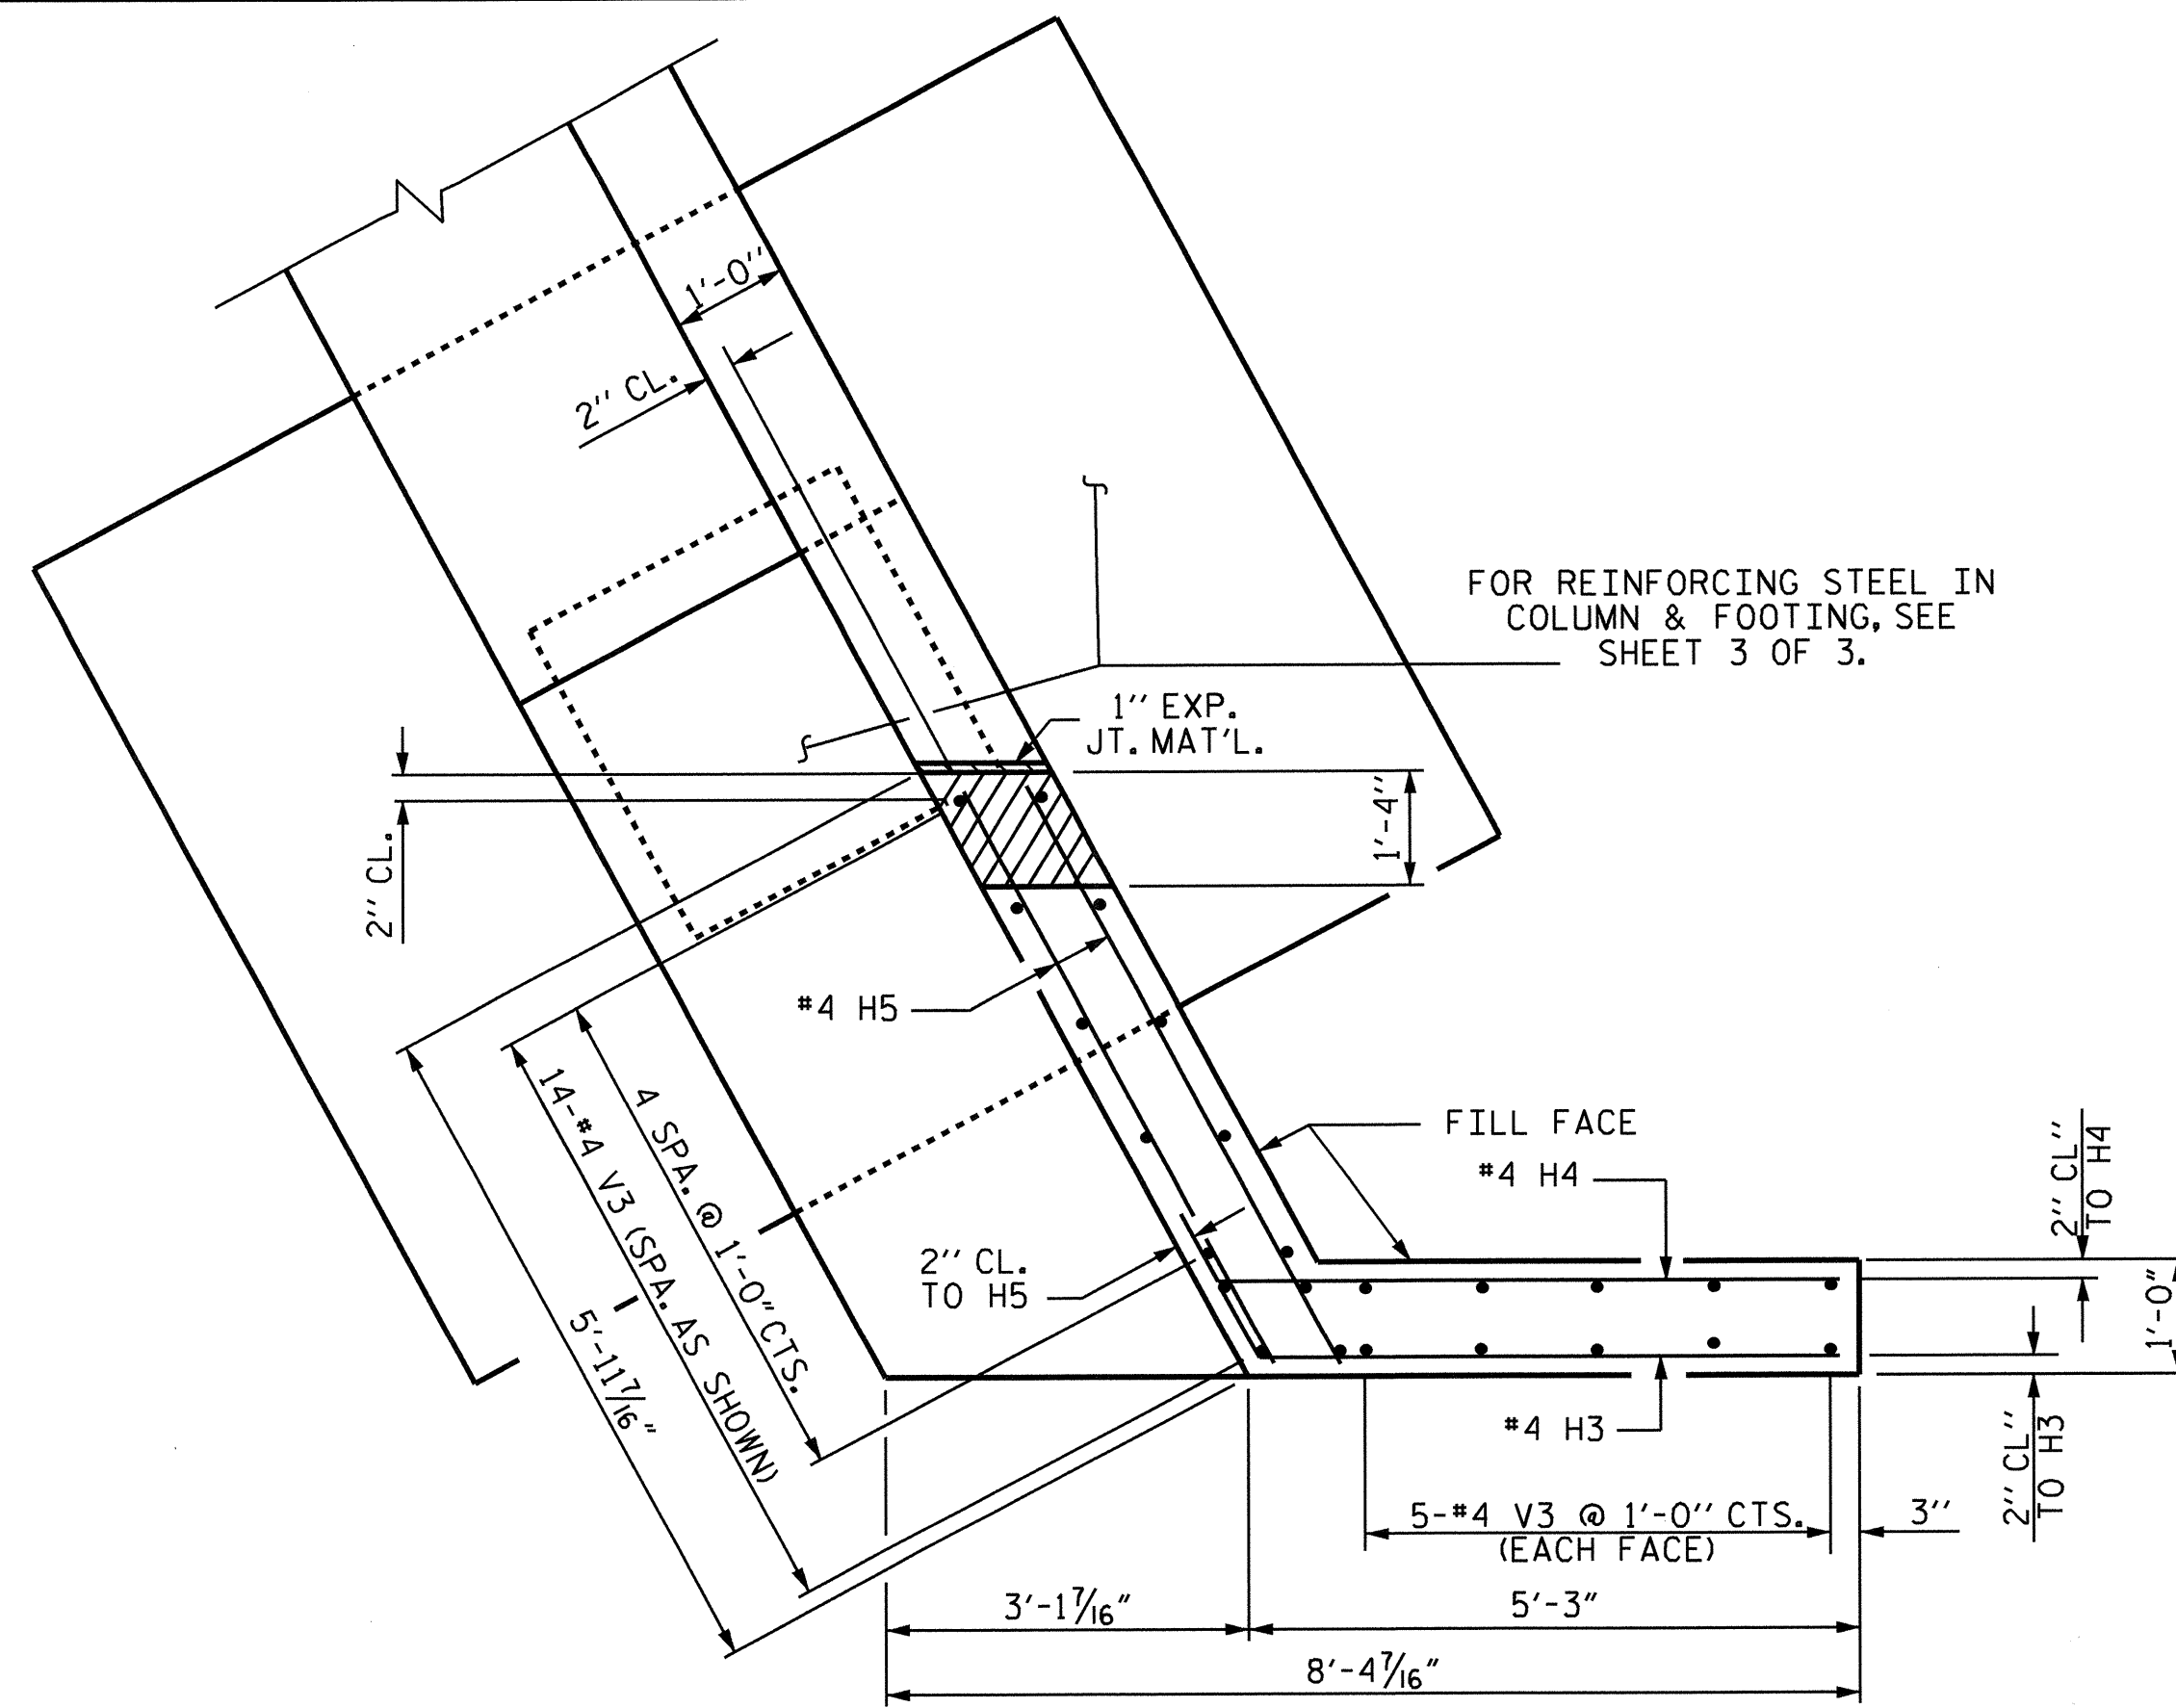 1'-0''
2'' CL.
FOR REINFORCING STEEL IN
COLUMN & FOOTING, SEE
SHEET 3 OF 3.
1'' EXP.
JT. MAT'L.
2'' CL.
1'-4''
#4 H5
FILL FACE
#4 H4
2'' CL''
TO H4
1'-0''
2'' CL.
TO H5
4 SPA. @ 1'-0" CTS.
14-#4 V3 (SPA. AS SHOWN)
5'-11 7/16"
#4 H3
2'' CL''
TO H3
5-#4 V3 @ 1'-0'' CTS.
(EACH FACE)
3''
3'-1 7/16"
5'-3"
8'-4 7/16"